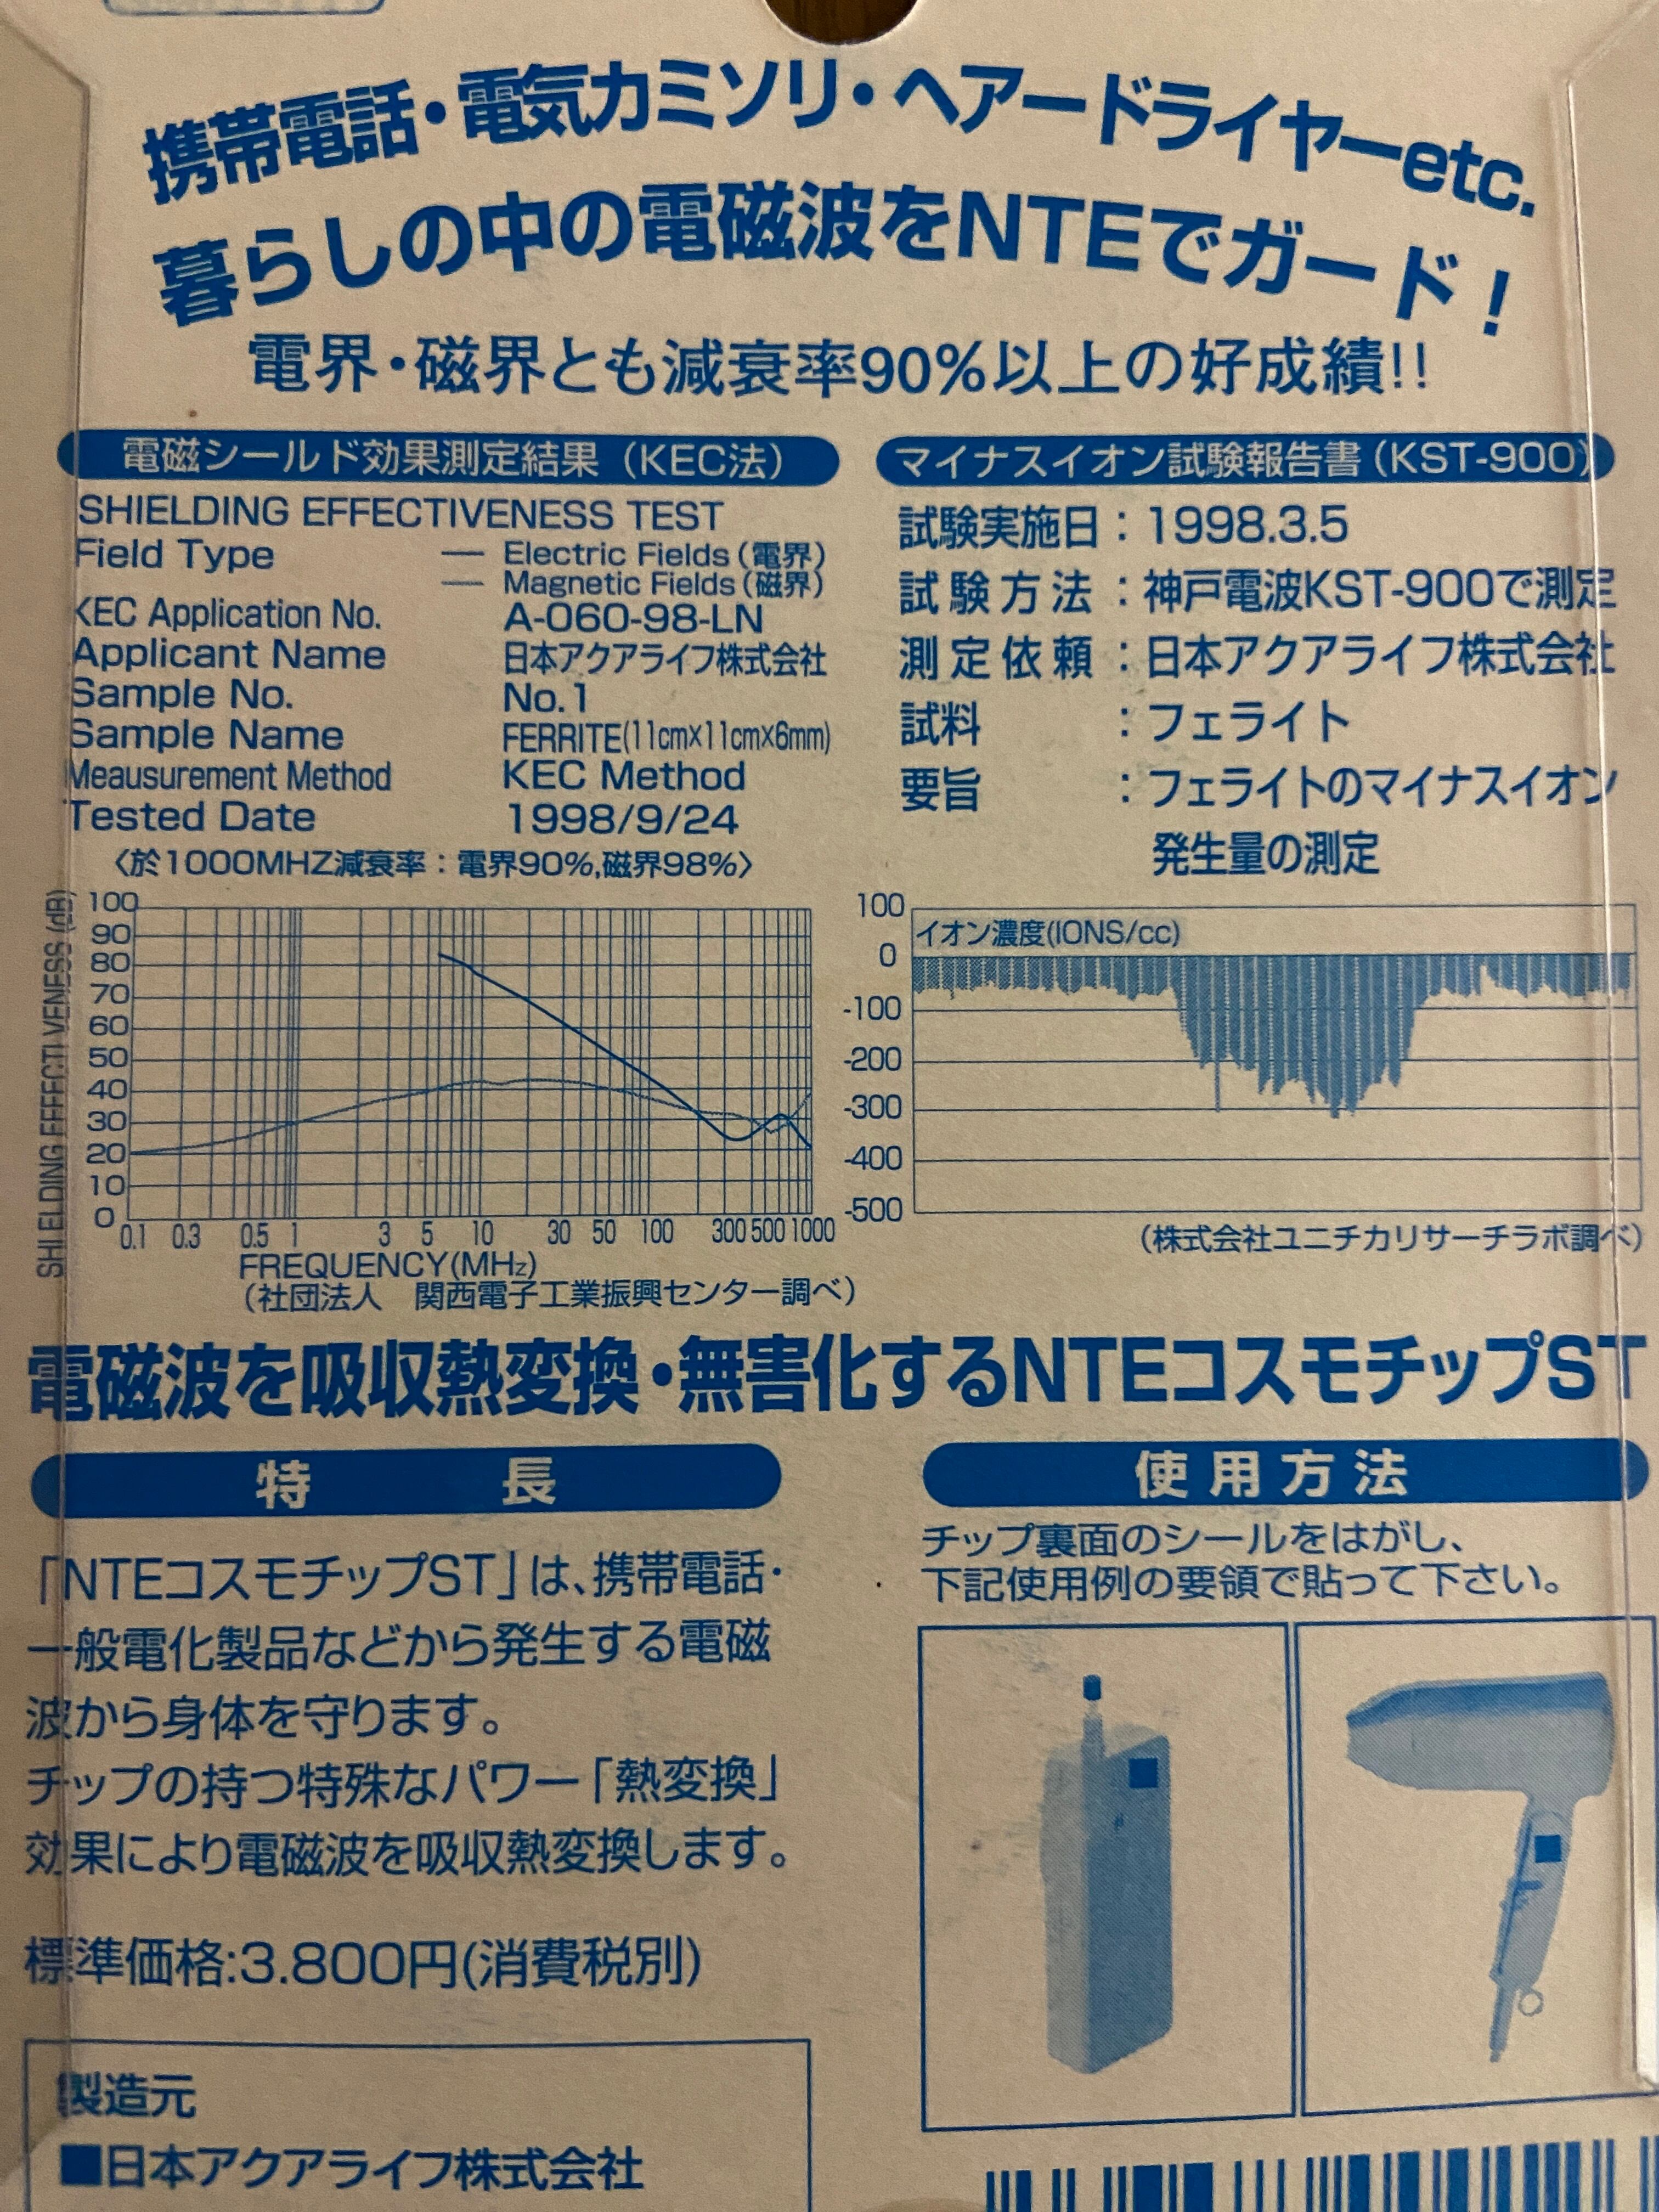 携帯電話・電気カミソリ・ヘアードライヤーetc.
暮らしの中の電磁波をNTEでガード!
電界・磁界とも減衰率90%以上の好成績!!
電磁シールド効果測定結果(KEC法)
SHIELDING EFFECTIVENESS TEST
Field Type — Electric Fields(電界)
— Magnetic Fields(磁界)
KEC Application No. A-060-98-LN
Applicant Name 日本アクアライフ株式会社
Sample No. No.1
Sample Name FERRITE(11cm×11cm×6mm)
Meausurement Method KEC Method
Tested Date 1998/9/24
〈於1000MHZ減衰率:電界90%,磁界98%〉
SHIELDING EFFECTIVENESS (dB)
100
90
80
70
60
50
40
30
20
10
0
0.1 0.3 0.5 1 3 5 10 30 50 100 300 500 1000
FREQUENCY(MHz)
(社団法人 関西電子工業振興センター調べ)
マイナスイオン試験報告書(KST-900)
試験実施日:1998.3.5
試験方法:神戸電波KST-900で測定
測定依頼:日本アクアライフ株式会社
試料:フェライト
要旨:フェライトのマイナスイオン
発生量の測定
イオン濃度(IONS/cc)
100
0
-100
-200
-300
-400
-500
(株式会社ユニチカリサーチラボ調べ)
電磁波を吸収熱変換・無害化するNTEコスモチップST
特長
「NTEコスモチップST」は、携帯電話・
一般電化製品などから発生する電磁
波から身体を守ります。
チップの持つ特殊なパワー「熱変換」
効果により電磁波を吸収熱変換します。
標準価格:3.800円(消費税別)
製造元
■日本アクアライフ株式会社
使用方法
チップ裏面のシールをはがし、
下記使用例の要領で貼って下さい。